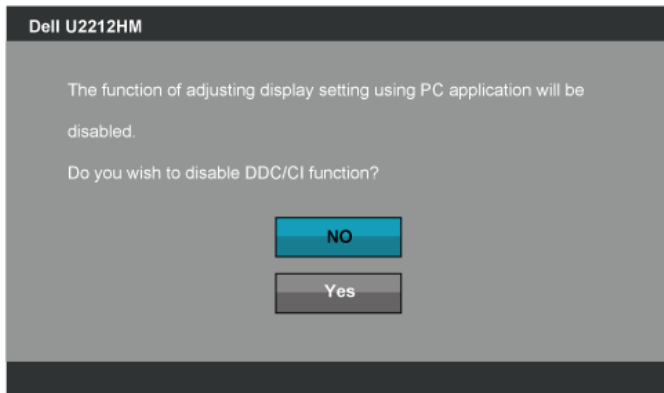 Dell U2212HM
The function of adjusting display setting using PC application will be
disabled.
Do you wish to disable DDC/CI function?
NO
Yes